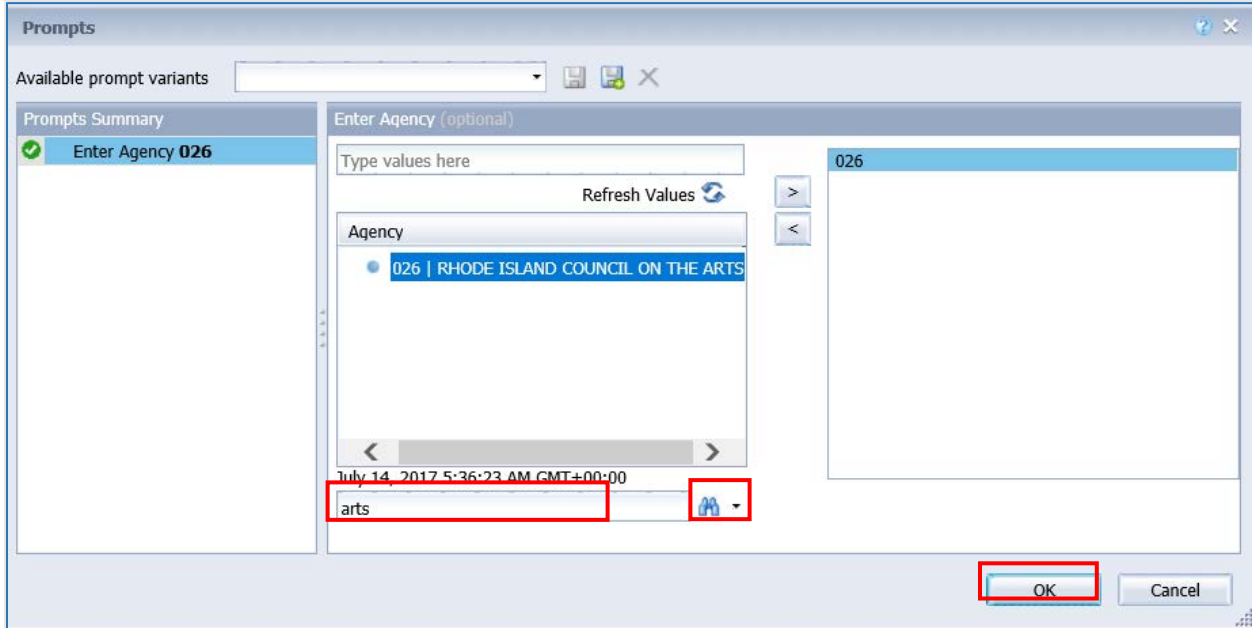 Prompts
Available prompt variants
Prompts Summary
Enter Agency 026
Enter Agency (optional)
Type values here
Refresh Values
Agency
026 | RHODE ISLAND COUNCIL ON THE ARTS
July 14, 2017 5:36:23 AM GMT+00:00
arts
>
<
026
OK
Cancel